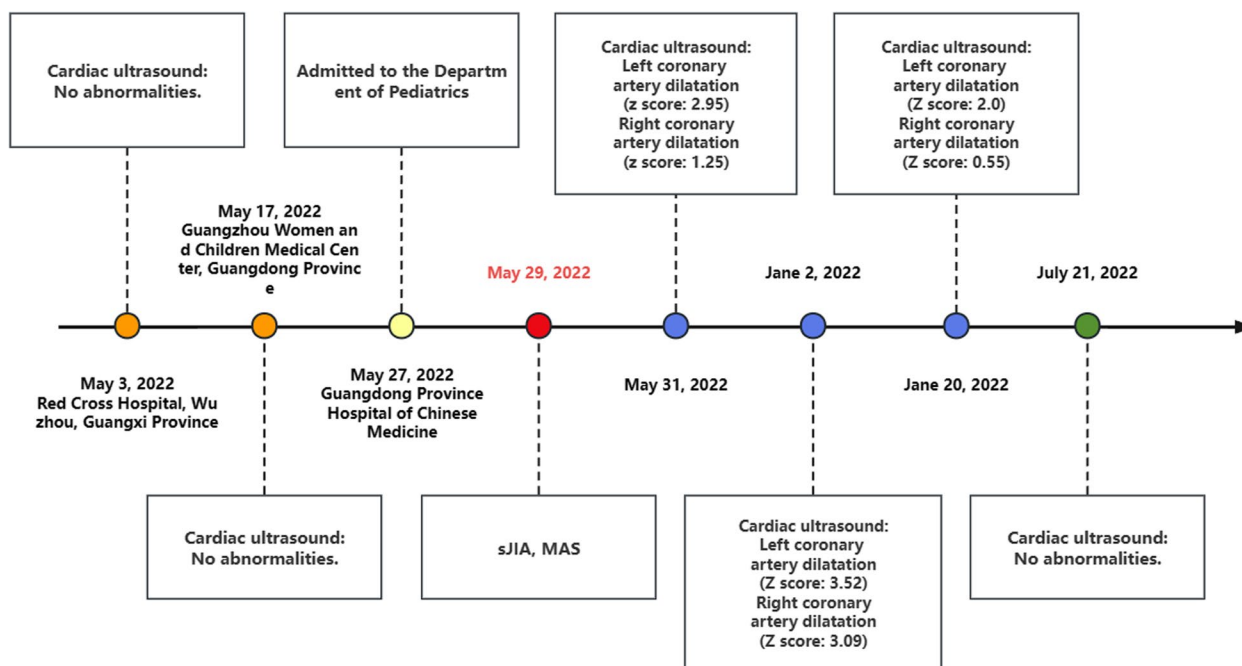 Cardiac ultrasound:
No abnormalities.
Admitted to the Departm
ent of Pediatrics
Cardiac ultrasound:
Left coronary
artery dilatation
(z score: 2.95)
Right coronary
artery dilatation
(z score: 1.25)
Cardiac ultrasound:
Left coronary
artery dilatation
(Z score: 2.0)
Right coronary
artery dilatation
(Z score: 0.55)
May 17, 2022
Guangzhou Women an
d Children Medical Cen
ter, Guangdong Provinc
e
May 29, 2022
Jane 2, 2022
July 21, 2022
May 3, 2022
Red Cross Hospital, Wu
zhou, Guangxi Province
May 27, 2022
Guangdong Province
Hospital of Chinese
Medicine
May 31, 2022
Jane 20, 2022
Cardiac ultrasound:
No abnormalities.
sJIA, MAS
Cardiac ultrasound:
Left coronary
artery dilatation
(Z score: 3.52)
Right coronary
artery dilatation
(Z score: 3.09)
Cardiac ultrasound:
No abnormalities.